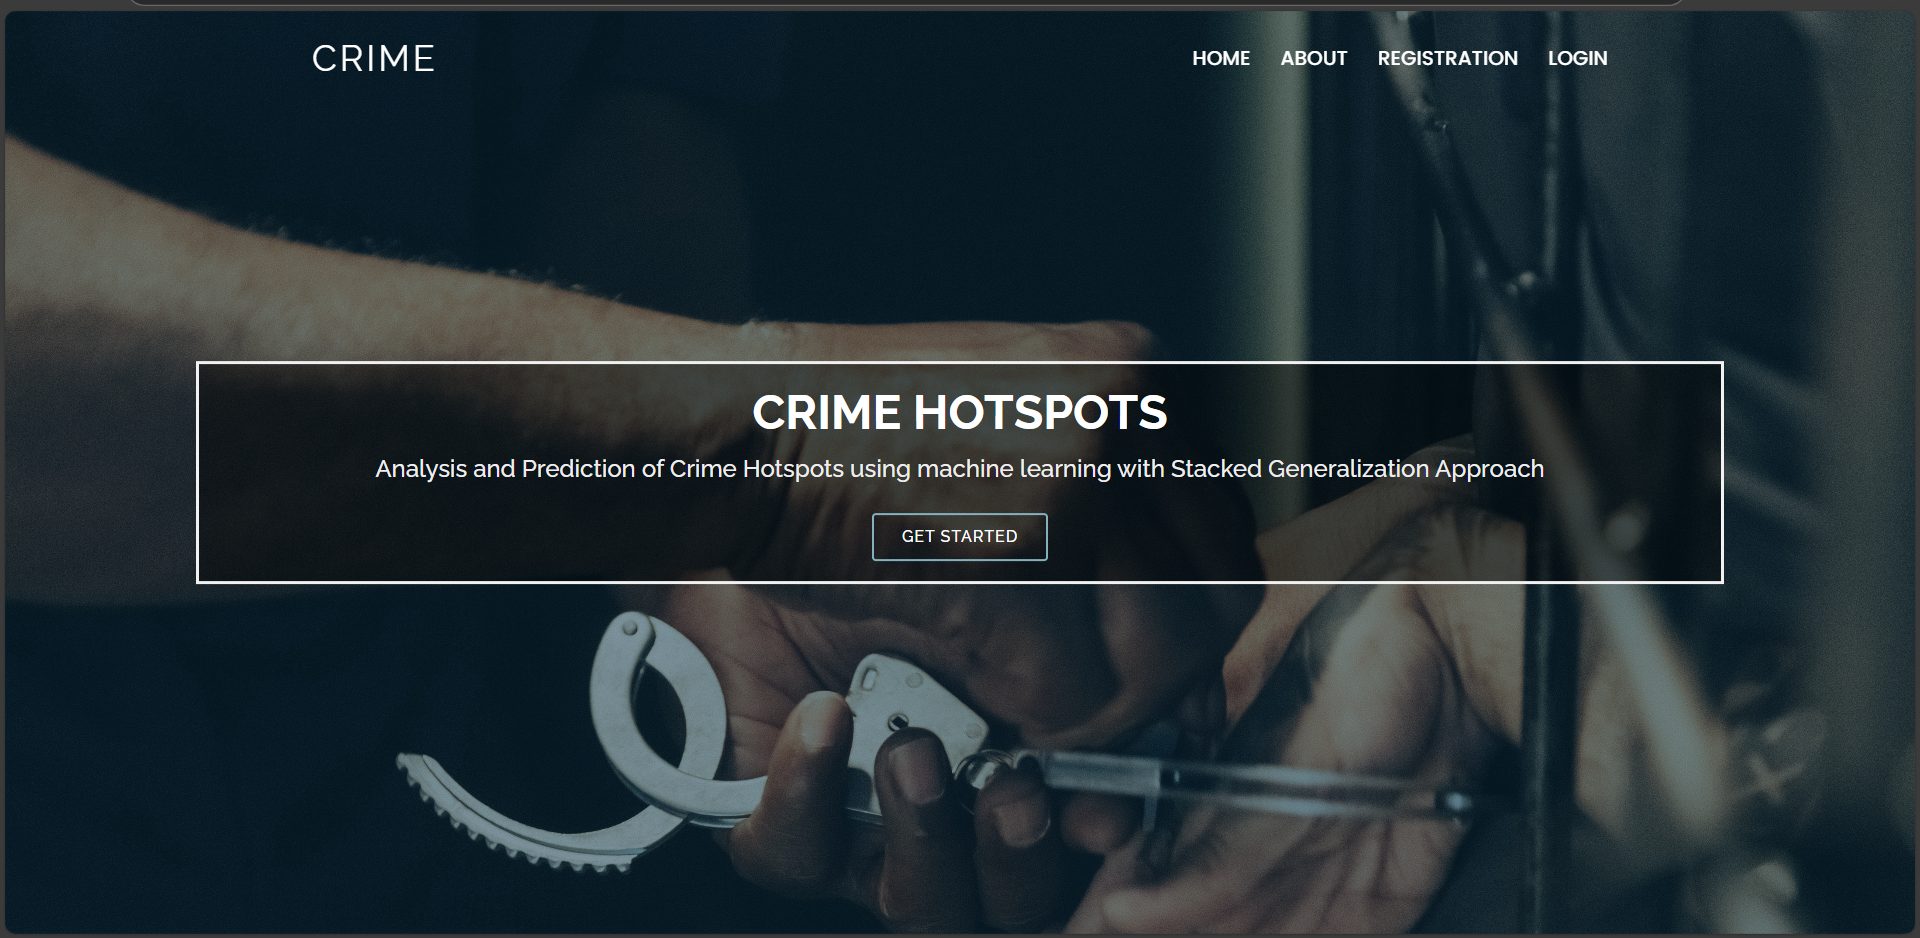 CRIME
HOME ABOUT REGISTRATION LOGIN
CRIME HOTSPOTS
Analysis and Prediction of Crime Hotspots using machine learning with Stacked Generalization Approach
GET STARTED